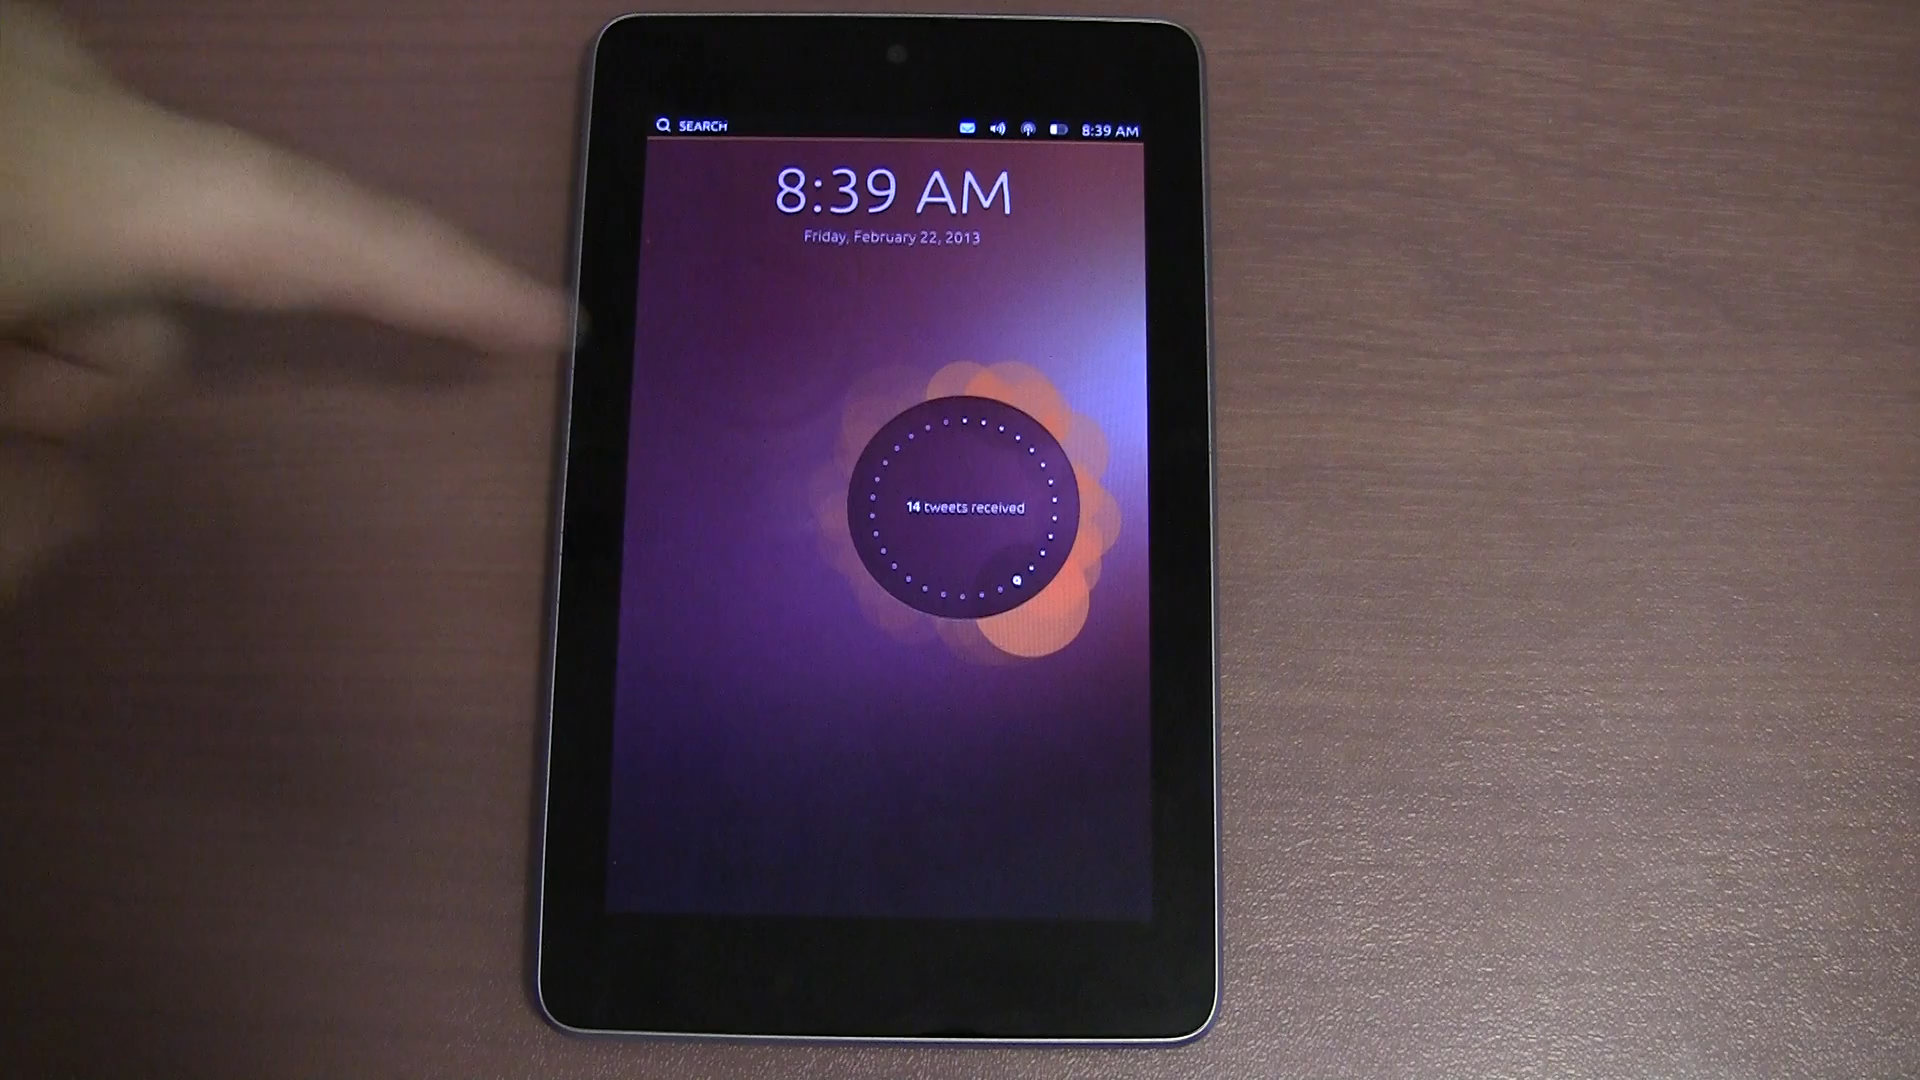 SEARCH 8:39 AM
8:39 AM
Friday, February 22, 2013
14 tweets received